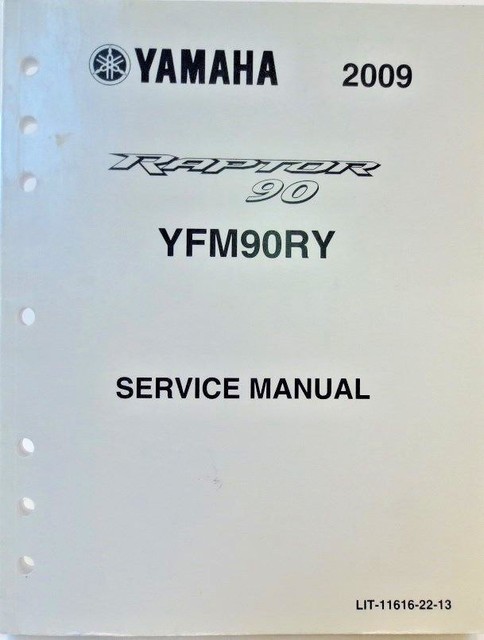 YAMAHA 2009
RAPTOR
90
YFM90RY
SERVICE MANUAL
LIT-11616-22-13